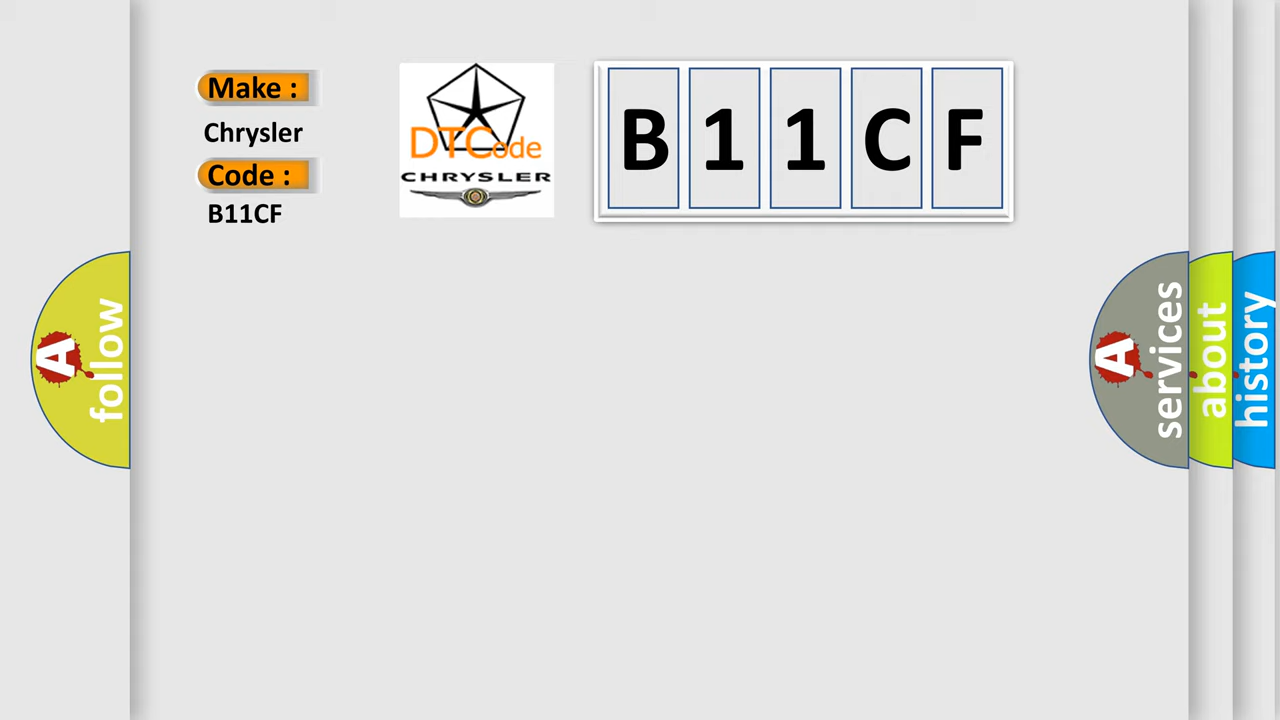 Make :
Chrysler
Code :
B11CF
DTCode
CHRYSLER
B 1 1 C F
A follow
A services
about
history